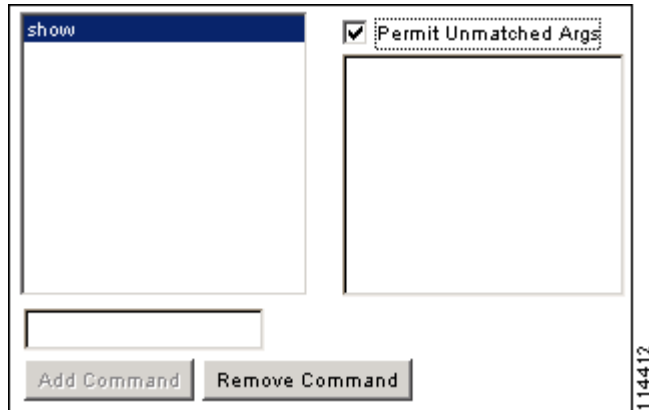 show
Permit Unmatched Args
Add Command
Remove Command
114412